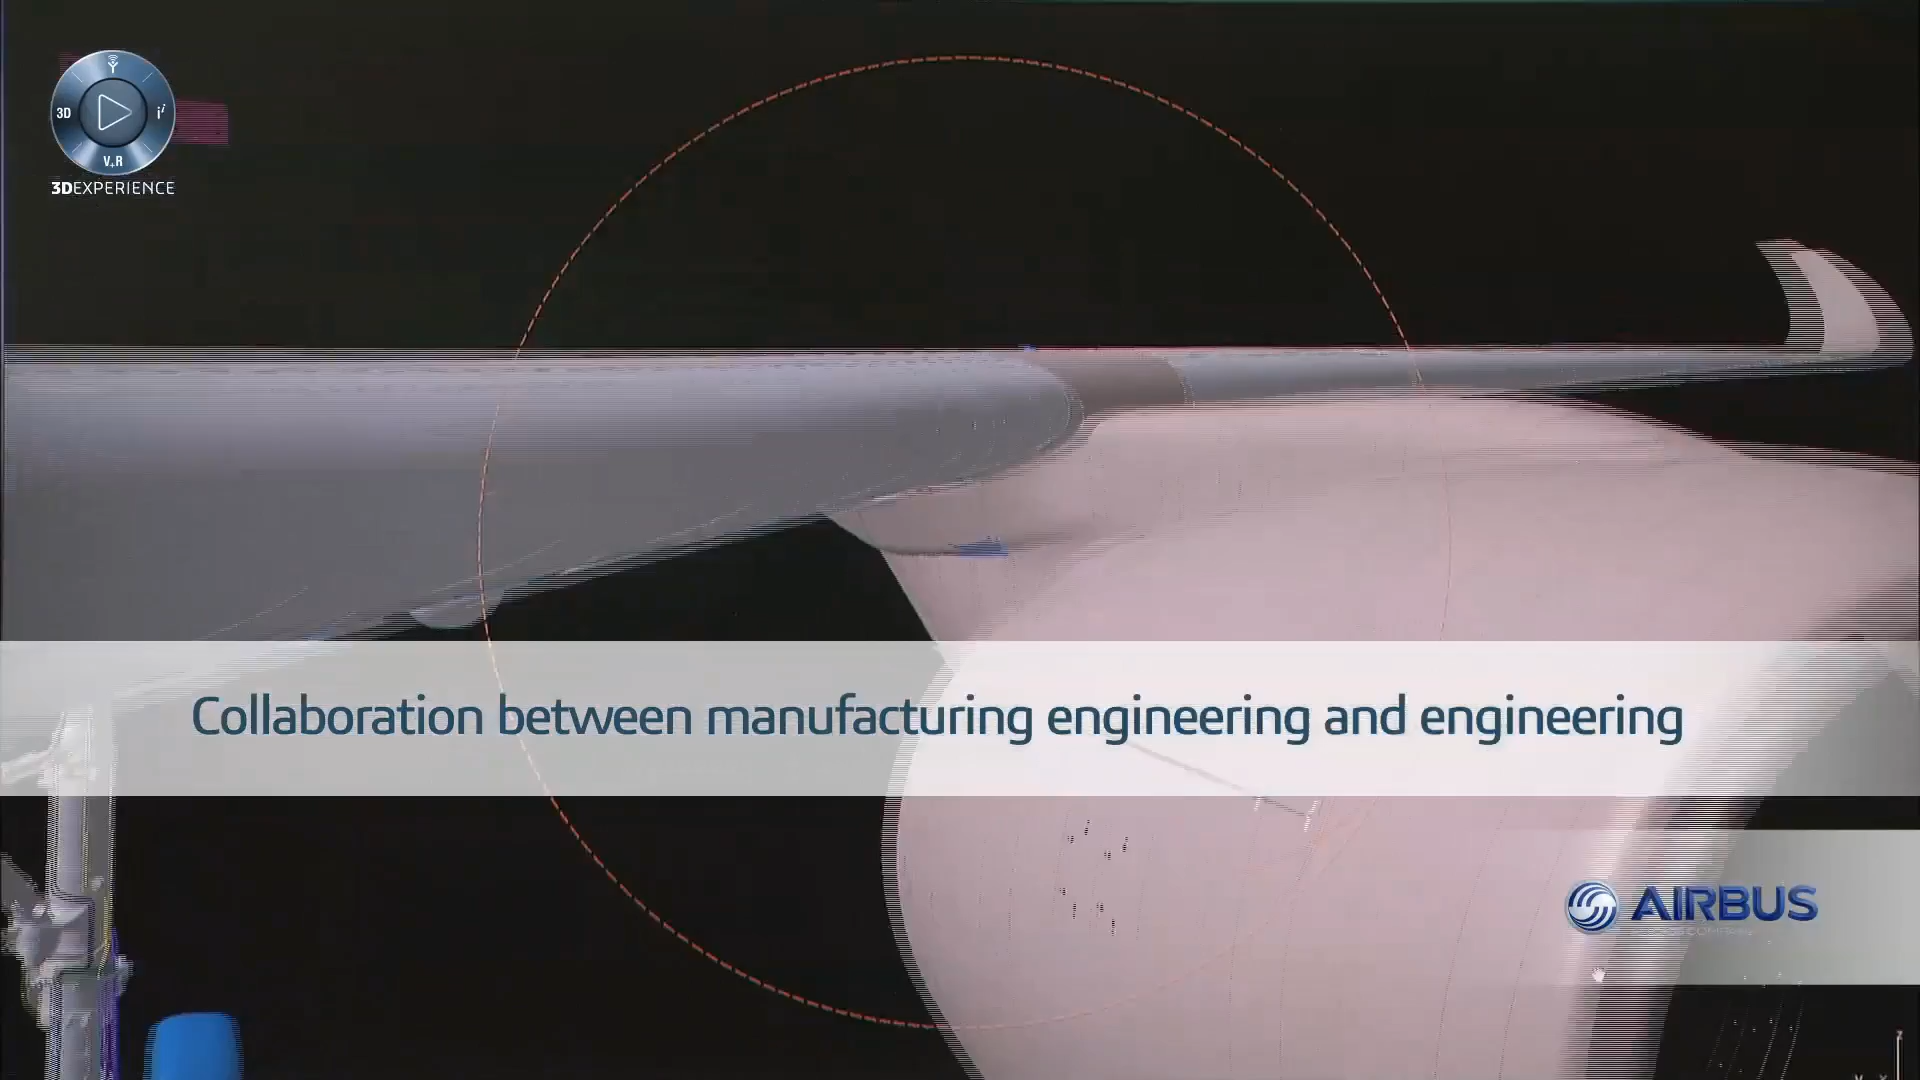 3D
V,R
3DEXPERIENCE
Collaboration between manufacturing engineering and engineering
AIRBUS
Z